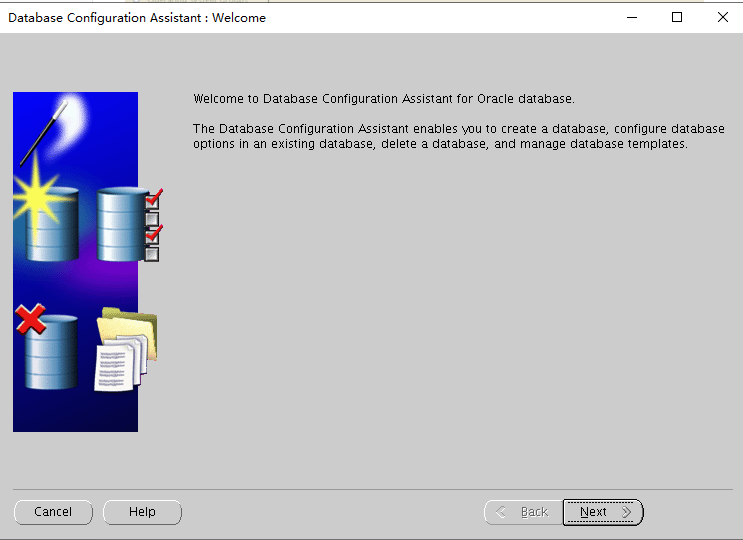 Database Configuration Assistant : Welcome
Welcome to Database Configuration Assistant for Oracle database.
The Database Configuration Assistant enables you to create a database, configure database
options in an existing database, delete a database, and manage database templates.
Cancel
Help
Back
Next